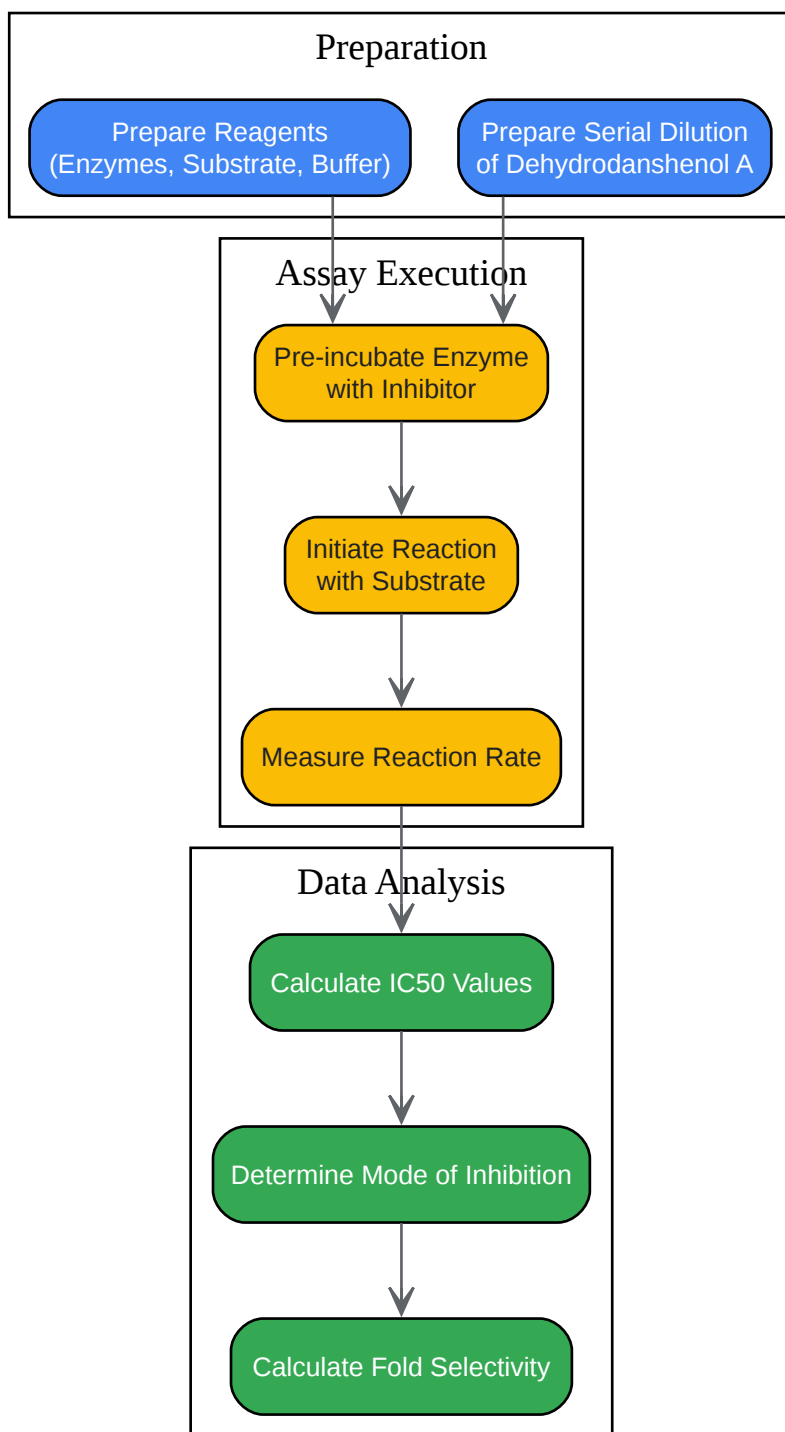 Preparation
Prepare Reagents
(Enzymes, Substrate, Buffer)
Prepare Serial Dilution
of Dehydrodanshenol A
Assay Execution
Pre-incubate Enzyme
with Inhibitor
Initiate Reaction
with Substrate
Measure Reaction Rate
Data Analysis
Calculate IC50 Values
Determine Mode of Inhibition
Calculate Fold Selectivity